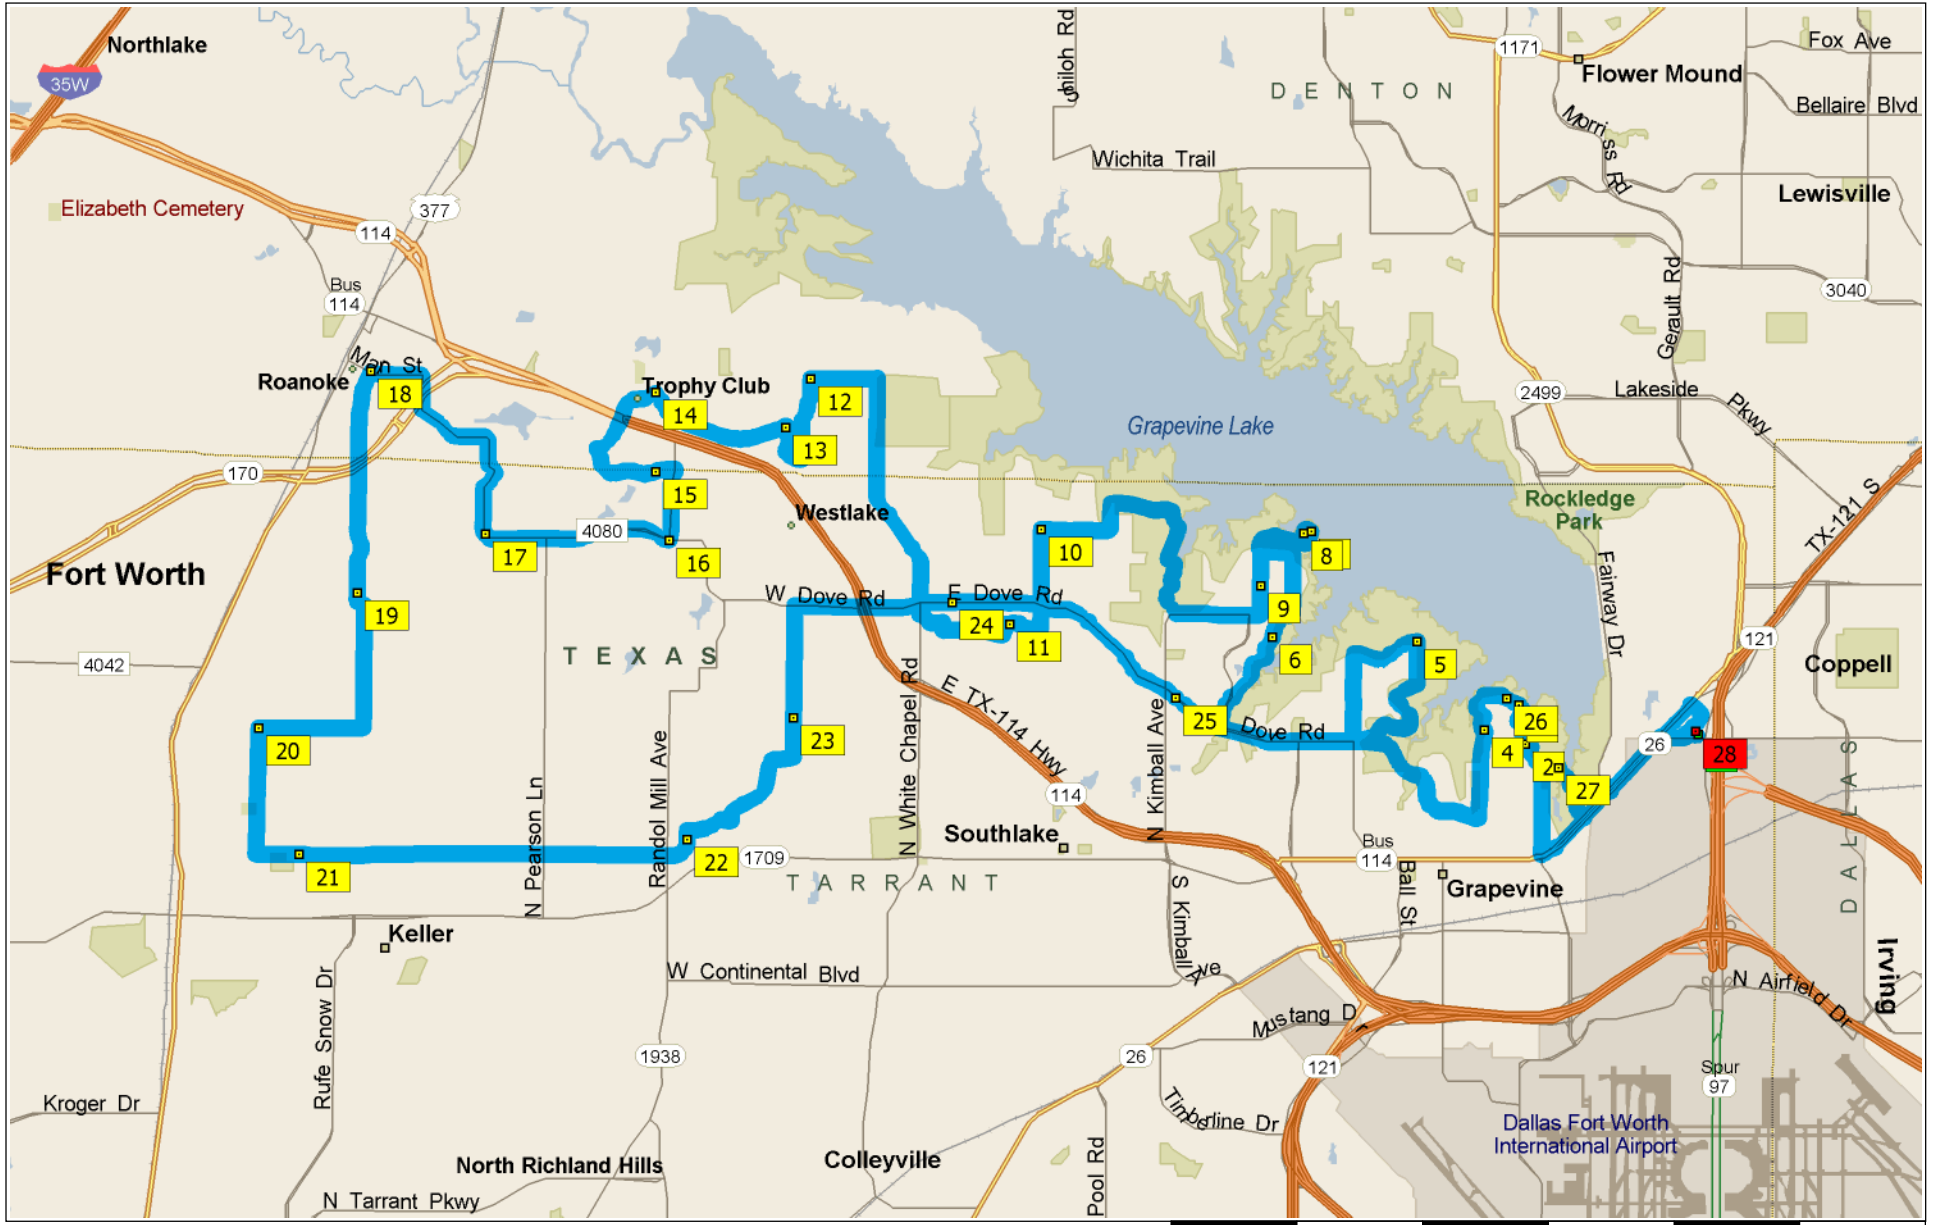 Northlake
35W
Shiloh Rd
1171
Fox Ave
Flower Mound
DENTON
Bellaire Blvd
Morriss Rd
Wichita Trail
Lewisville
Elizabeth Cemetery
377
114
Bus
114
Gerault Rd
3040
Main St
Roanoke
18
Trophy Club
14
12
13
2499
Lakeside Pkwy
Grapevine Lake
170
15
Westlake
Rockledge
Park
TX-121 S
4080
17
16
10
8
Fort Worth
W Dove Rd
E Dove Rd
Fairway Dr
19
9
24
11
121
4042
TEXAS
6
5
Coppell
N White Chapel Rd
E TX-114 Hwy
N Kimball Ave
25
Dove Rd
26
4
2
26
28
20
23
27
Randol Mill Ave
N Pearson Ln
114
DALLAS
Southlake
Bus
114
21
22
1709
TARRANT
Ball St
Grapevine
S Kimball Ave
Keller
W Continental Blvd
N Airfield Dr
Irving
Rufe Snow Dr
Mustang Dr
1938
26
121
Spur
97
Kroger Dr
Timberline Dr
Dallas Fort Worth
International Airport
North Richland Hills
Colleyville
Pool Rd
N Tarrant Pkwy